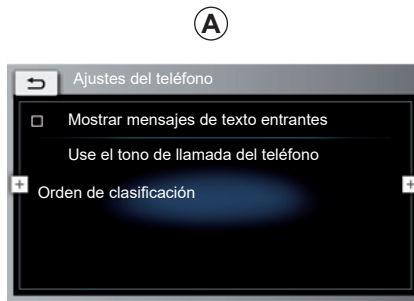 A
Ajustes del teléfono
Mostrar mensajes de texto entrantes
Use el tono de llamada del teléfono
Orden de clasificación